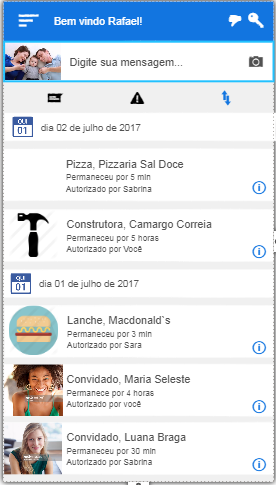 Bem vindo Rafael!
Digite sua mensagem...
QUI
01
dia 02 de julho de 2017
Pizza, Pizzaria Sal Doce
Permaneceu por 5 min
Autorizado por Sabrina
Construtora, Camargo Correia
Permaneceu por 5 horas
Autorizado por Você
QUI
01
dia 01 de julho de 2017
Lanche, Macdonald`s
Permaneceu por 3 min
Autorizado por Sara
Convidado, Maria Seleste
Permanece por 4 horas
Autorizado por você
Convidado, Luana Braga
Permaneceu por 30 min
Autorizado por Sabrina